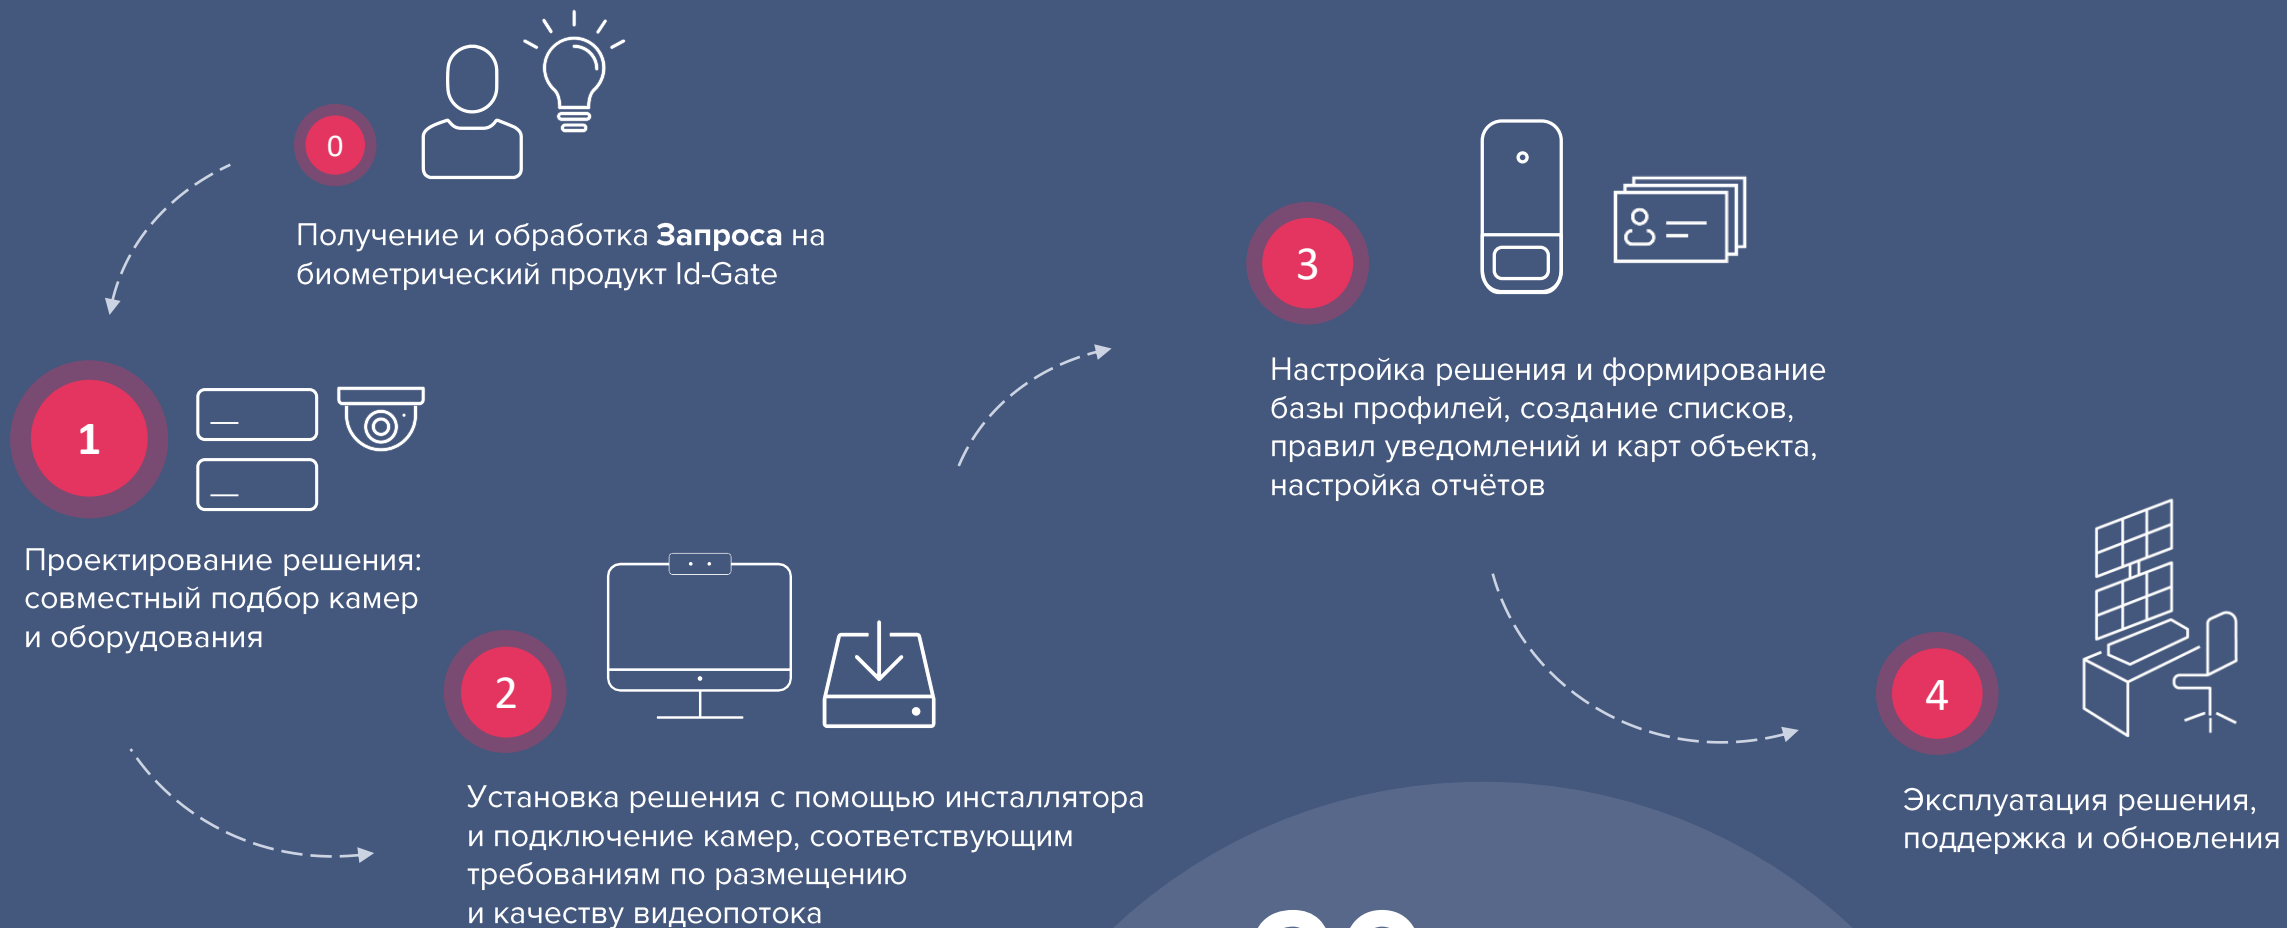 0
Получение и обработка Запроса на
биометрический продукт Id-Gate
1
Проектирование решения:
совместный подбор камер
и оборудования
2
Установка решения с помощью инсталлятора
и подключение камер, соответствующим
требованиям по размещению
и качеству видеопотока
3
Настройка решения и формирование
базы профилей, создание списков,
правил уведомлений и карт объекта,
настройка отчётов
4
Эксплуатация решения,
поддержка и обновления